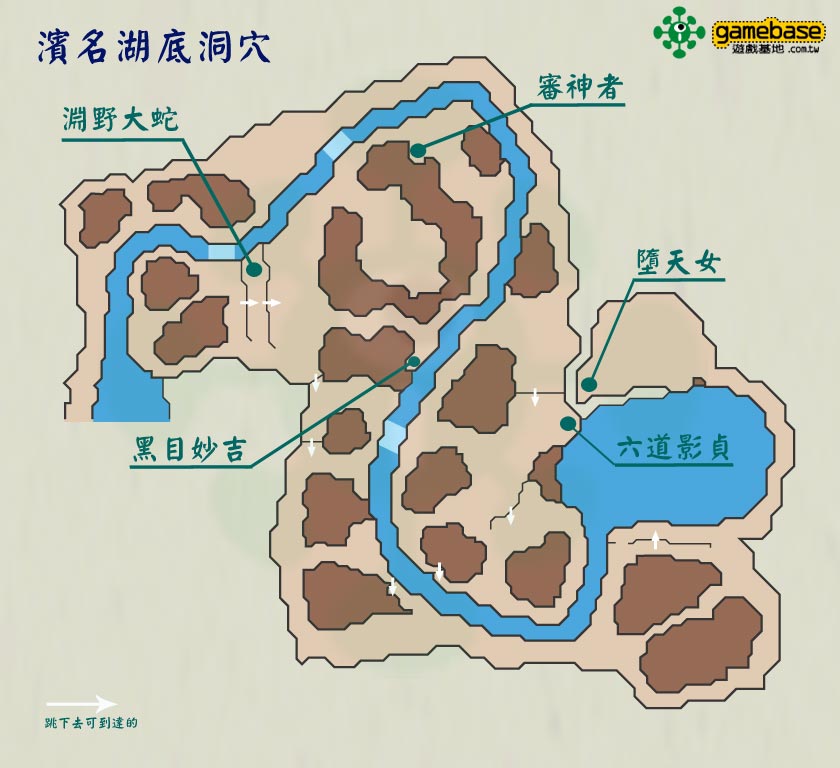 濱名湖底洞穴
gamebase
遊戲基地.com.tw
審神者
淵野大蛇
墮天女
黑目妙吉
六道影貞
跳下去可到達的